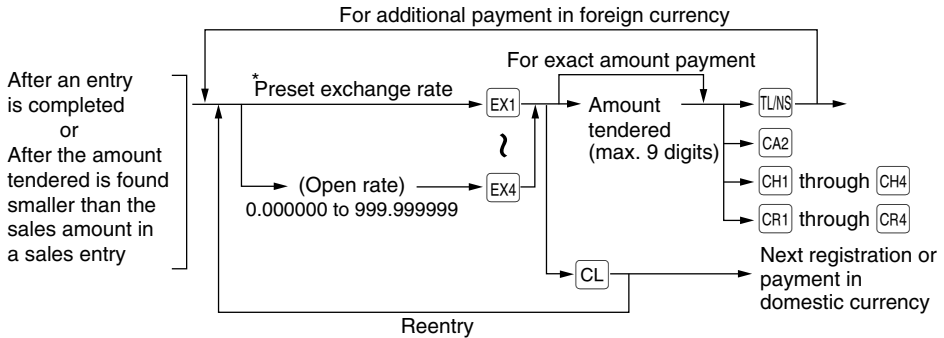 For additional payment in foreign currency
After an entry
is completed
or
After the amount
tendered is found
smaller than the
sales amount in
a sales entry
*Preset exchange rate
EX1
~
(Open rate)
0.000000 to 999.999999
EX4
For exact amount payment
Amount
tendered
(max. 9 digits)
TL/NS
CA2
CH1 through CH4
CR1 through CR4
CL
Next registration or
payment in
domestic currency
Reentry